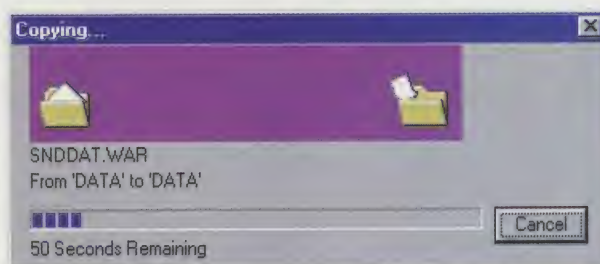 Copying...
SNDDAT.WAR
From 'DATA' to 'DATA'
Cancel
50 Seconds Remaining